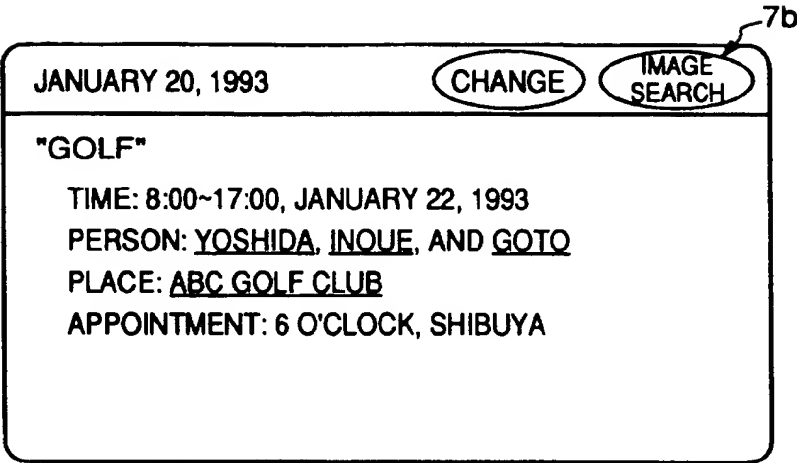 7b
JANUARY 20, 1993 CHANGE IMAGE SEARCH
"GOLF"
TIME: 8:00~17:00, JANUARY 22, 1993
PERSON: YOSHIDA, INOUE, AND GOTO
PLACE: ABC GOLF CLUB
APPOINTMENT: 6 O'CLOCK, SHIBUYA